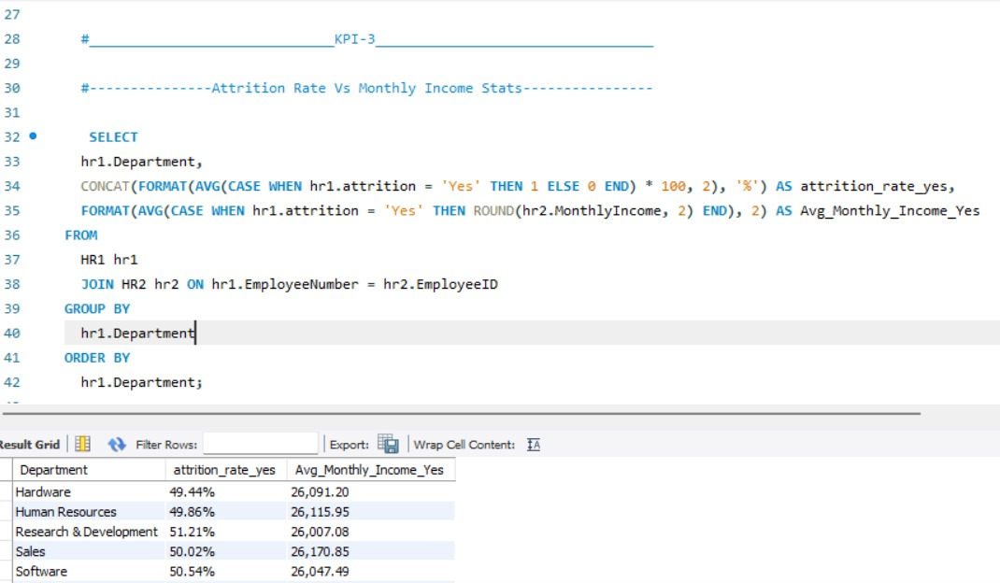 27
28 #______________________________KPI-3__________________________________
29
30 #---------------Attrition Rate Vs Monthly Income Stats----------------
31
32 SELECT
33 hr1.Department,
34 CONCAT(FORMAT(AVG(CASE WHEN hr1.attrition = 'Yes' THEN 1 ELSE 0 END) * 100, 2), '%') AS attrition_rate_yes,
35 FORMAT(AVG(CASE WHEN hr1.attrition = 'Yes' THEN ROUND(hr2.MonthlyIncome, 2) END), 2) AS Avg_Monthly_Income_Yes
36 FROM
37 HR1 hr1
38 JOIN HR2 hr2 ON hr1.EmployeeNumber = hr2.EmployeeID
39 GROUP BY
40 hr1.Department
41 ORDER BY
42 hr1.Department;
Result Grid Filter Rows: Export: Wrap Cell Content:
Department attrition_rate_yes Avg_Monthly_Income_Yes
Hardware 49.44% 26,091.20
Human Resources 49.86% 26,115.95
Research & Development 51.21% 26,007.08
Sales 50.02% 26,170.85
Software 50.54% 26,047.49